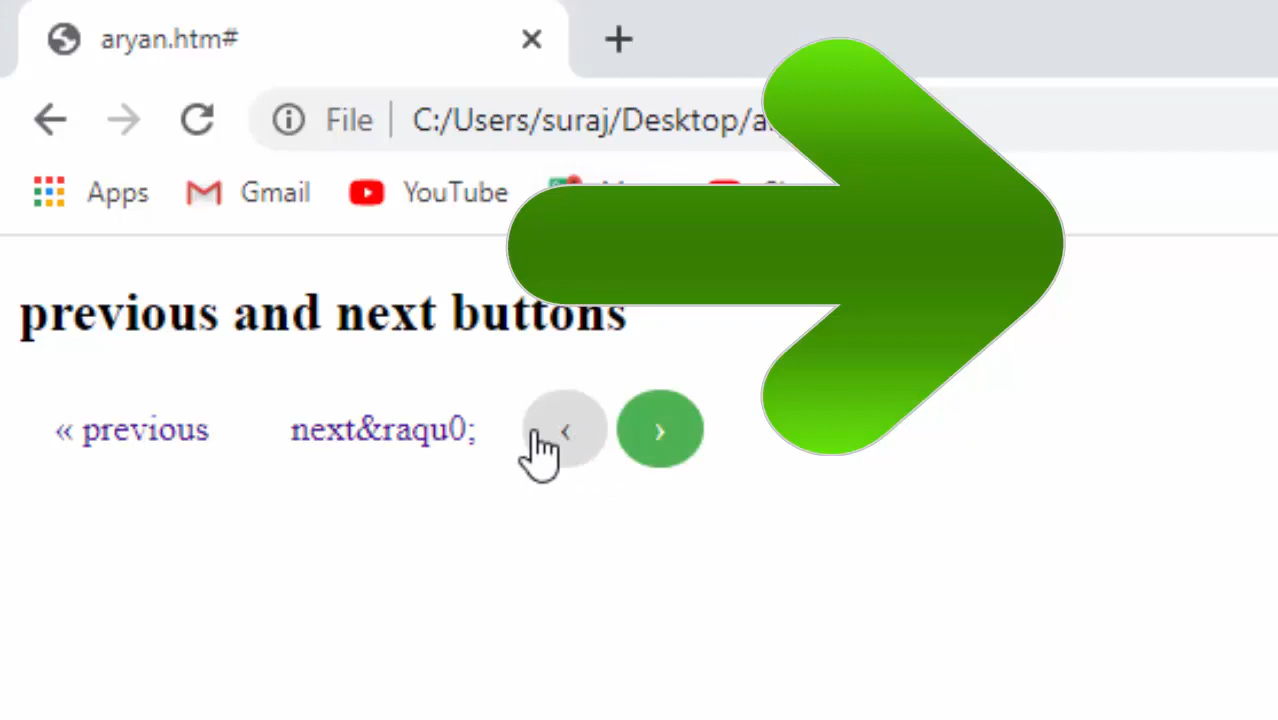 aryan.htm#
File C:/Users/suraj/Desktop/
Apps Gmail YouTube
previous and next buttons
« previous next&raqu0; ‹ ›